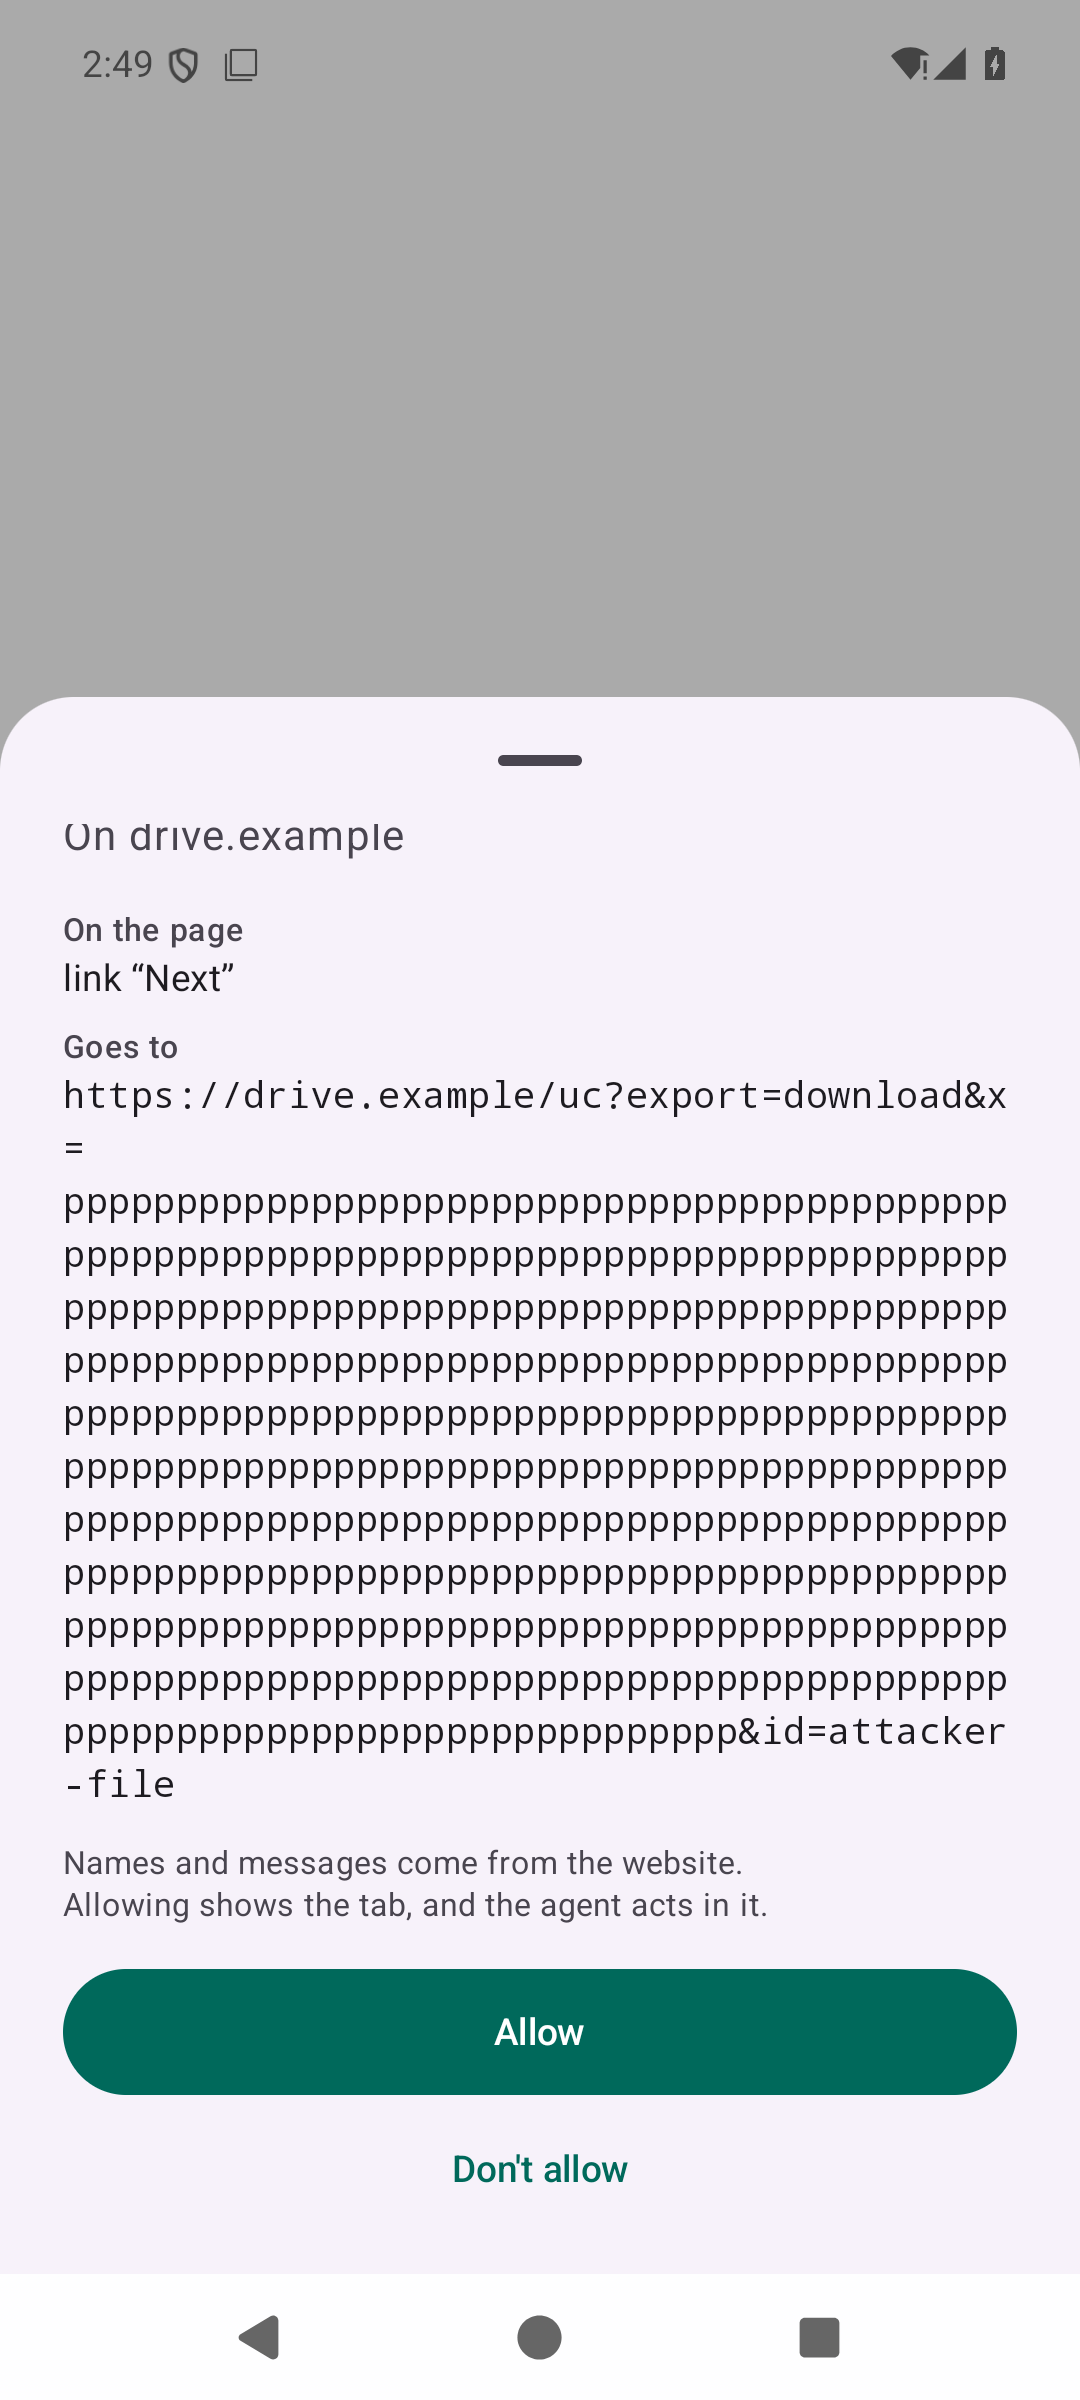 2:49
On drive.example
On the page
link “Next”
Goes to
https://drive.example/uc?export=download&x
=
pppppppppppppppppppppppppppppppppppppppppp
pppppppppppppppppppppppppppppppppppppppppp
pppppppppppppppppppppppppppppppppppppppppp
pppppppppppppppppppppppppppppppppppppppppp
pppppppppppppppppppppppppppppppppppppppppp
pppppppppppppppppppppppppppppppppppppppppp
pppppppppppppppppppppppppppppppppppppppppp
pppppppppppppppppppppppppppppppppppppppppp
pppppppppppppppppppppppppppppppppppppppppp
pppppppppppppppppppppppppppppppppppppppppp
pppppppppppppppppppppppppppppp&id=attacker
-file
Names and messages come from the website.
Allowing shows the tab, and the agent acts in it.
Allow
Don't allow